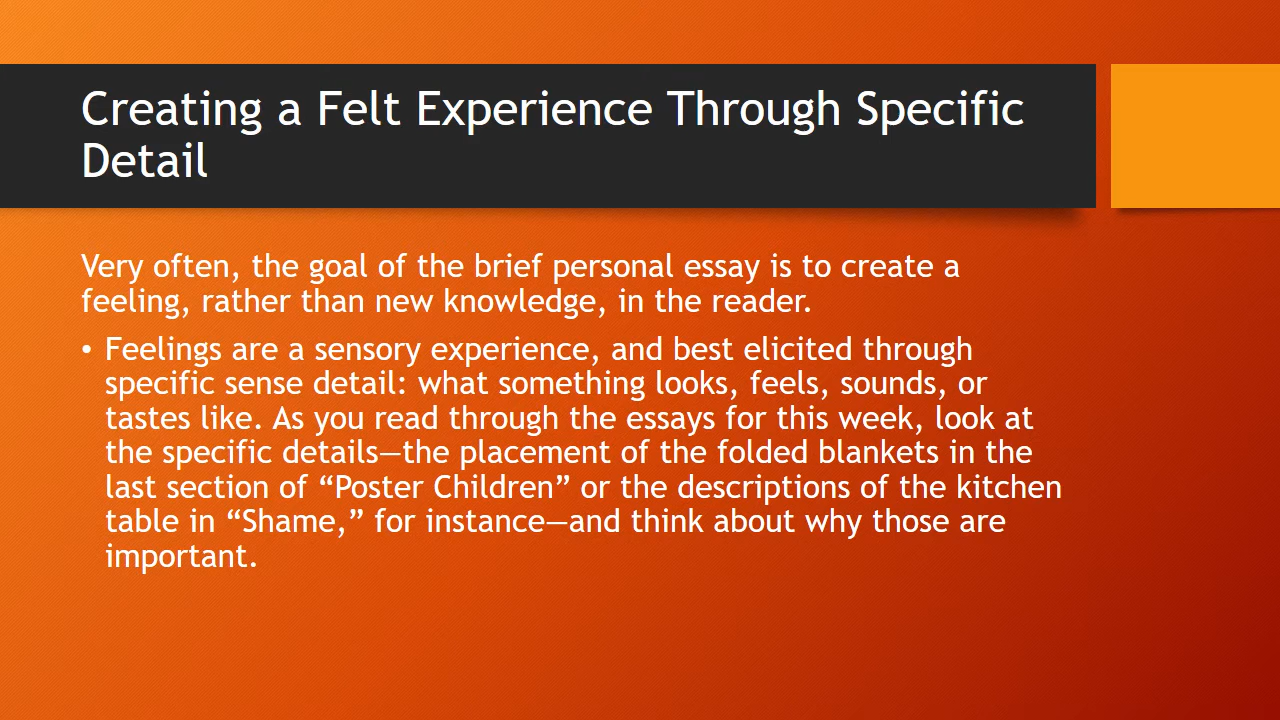 Creating a Felt Experience Through Specific
Detail
Very often, the goal of the brief personal essay is to create a
feeling, rather than new knowledge, in the reader.
• Feelings are a sensory experience, and best elicited through
specific sense detail: what something looks, feels, sounds, or
tastes like. As you read through the essays for this week, look at
the specific details—the placement of the folded blankets in the
last section of “Poster Children” or the descriptions of the kitchen
table in “Shame,” for instance—and think about why those are
important.